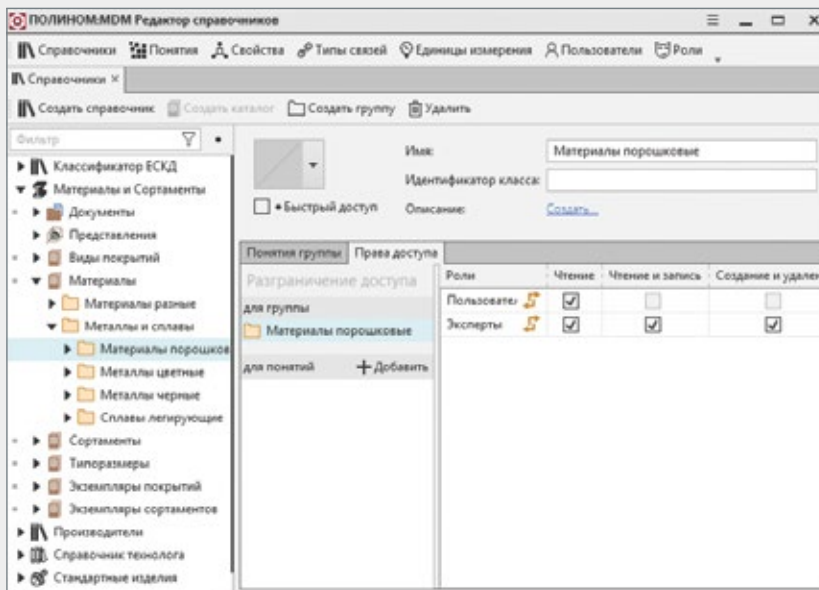 ПОЛИНОМ:MDM Редактор справочников
Справочники Понятия Свойства Типы связей Единицы измерения Пользователи Роли
Справочники ×
Создать справочник Создать каталог Создать группу Удалить
Фильтр
Классификатор ЕСКД
Материалы и Сортаменты
Документы
Представления
Виды покрытий
Материалы
Материалы разные
Металлы и сплавы
Материалы порошков
Металлы цветные
Металлы черные
Сплавы легирующие
Сортаменты
Типоразмеры
Экземпляры покрытий
Экземпляры сортаментов
Производители
Справочник технолога
Стандартные изделия
Быстрый доступ
Имя: Материалы порошковые
Идентификатор класса:
Описание: Создать...
Понятия группы Права доступа
Разграничение доступа
для группы
Материалы порошковые
для понятий + Добавить
Роли Чтение Чтение и запись Создание и удален
Пользовател
Эксперты